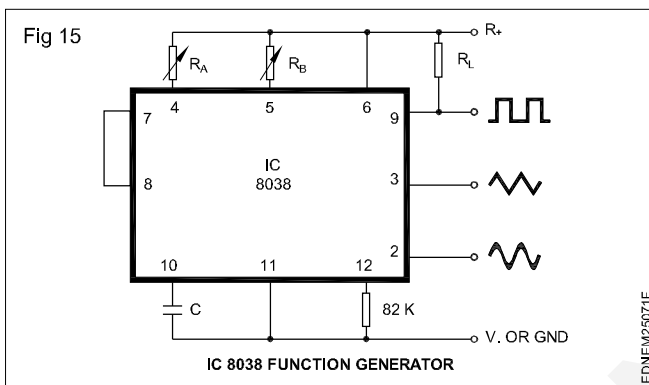 Fig 15
R+
RA
RB
RL
4
5
6
7
9
8
IC
8038
3
2
10
11
12
C
82 K
V. OR GND
IC 8038 FUNCTION GENERATOR
EDNEM25071F